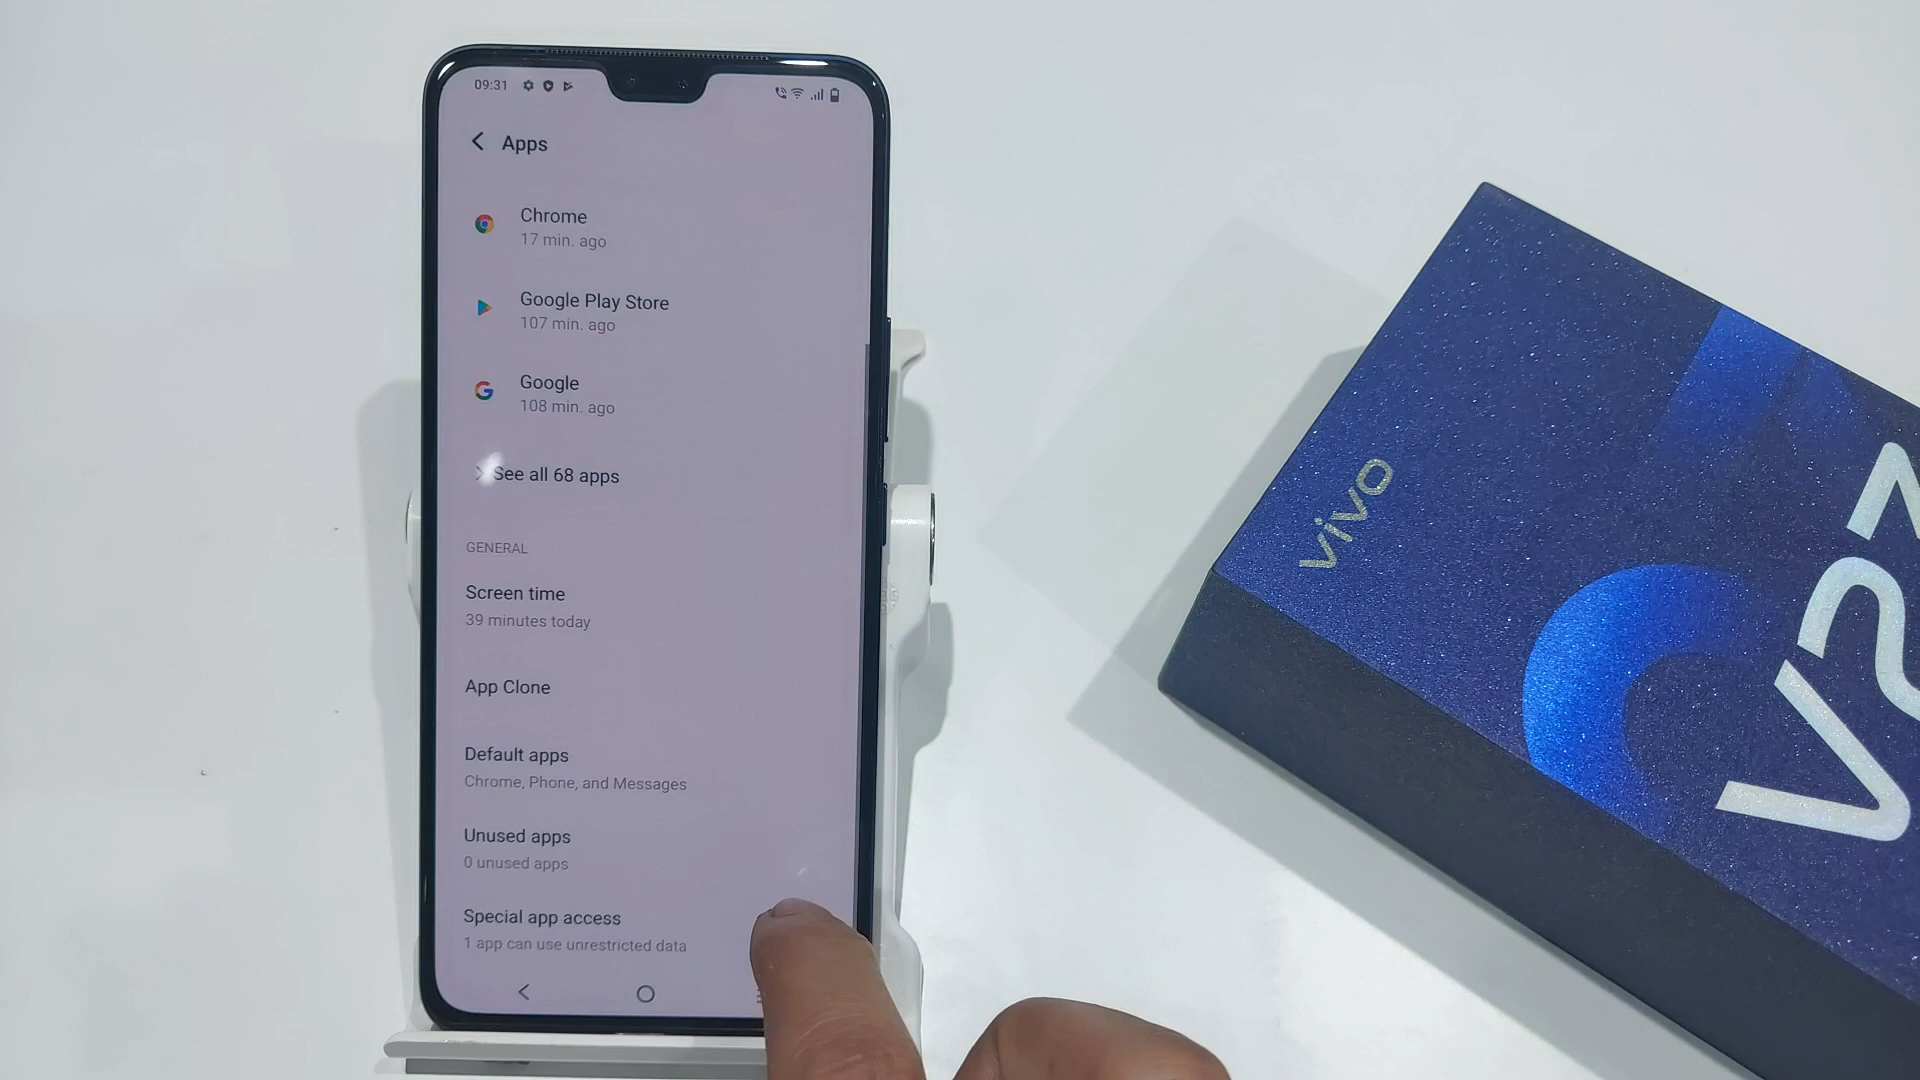 09:31
Apps
Chrome
17 min. ago
Google Play Store
107 min. ago
Google
108 min. ago
See all 68 apps
GENERAL
Screen time
39 minutes today
App Clone
Default apps
Chrome, Phone, and Messages
Unused apps
0 unused apps
Special app access
1 app can use unrestricted data
vivo